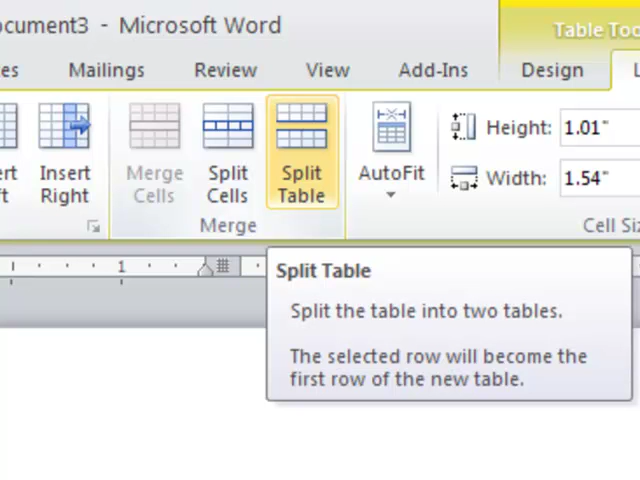 ocument3 - Microsoft Word
Table Too
es Mailings Review View Add-Ins Design L
ert Insert Merge Split Split AutoFit Height: 1.01"
ft Right Cells Cells Table Width: 1.54"
Merge Cell Siz
1
Split Table
Split the table into two tables.
The selected row will become the
first row of the new table.